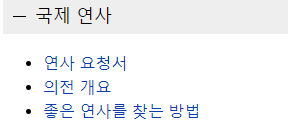 — 국제 연사
• 연사 요청서
• 의전 개요
• 좋은 연사를 찾는 방법